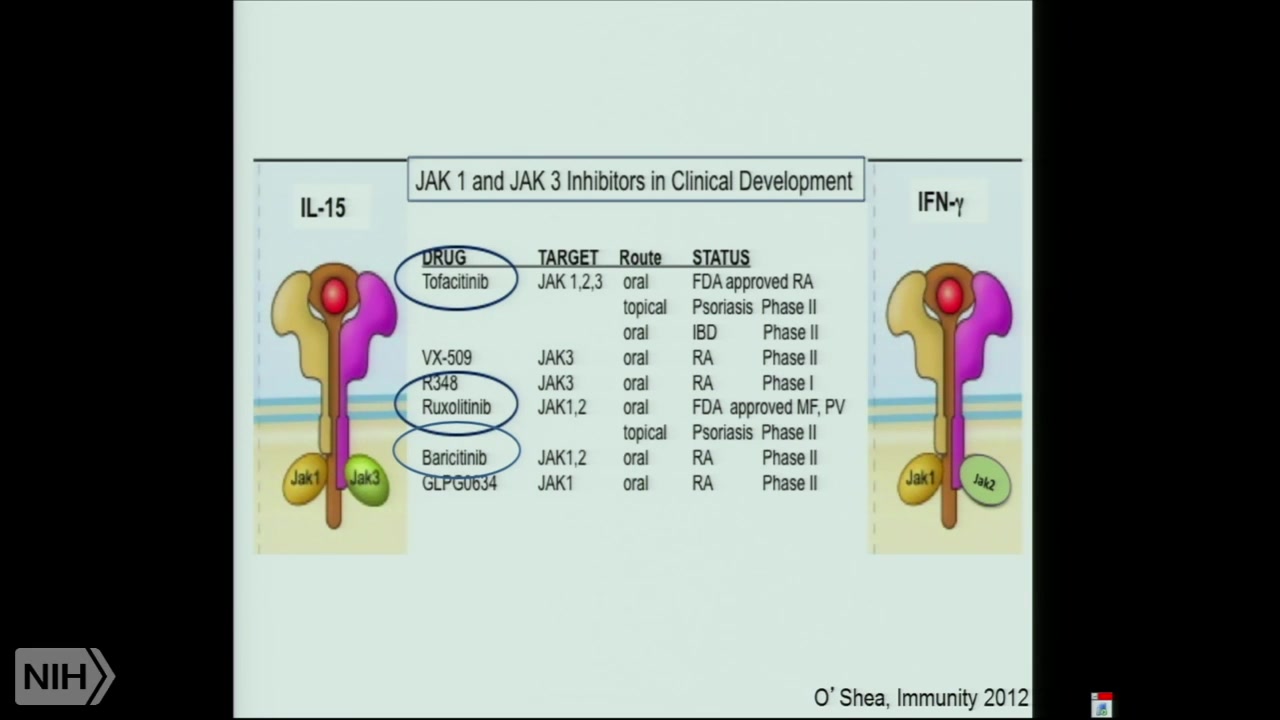 JAK 1 and JAK 3 Inhibitors in Clinical Development
IL-15
IFN-γ
DRUG TARGET Route STATUS
Tofacitinib JAK 1,2,3 oral FDA approved RA
topical Psoriasis Phase II
oral IBD Phase II
VX-509 JAK3 oral RA Phase II
R348 JAK3 oral RA Phase I
Ruxolitinib JAK1,2 oral FDA approved MF, PV
topical Psoriasis Phase II
Baricitinib JAK1,2 oral RA Phase II
GLPG0634 JAK1 oral RA Phase II
Jak1 Jak3
Jak1 Jak2
O’Shea, Immunity 2012
NIH